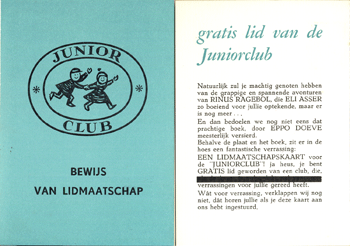 JUNIOR
CLUB
BEWIJS
VAN LIDMAATSCHAP
gratis lid van de
Juniorclub
Natuurlijk zal je machtig genoten hebben
van de grappige en spannende avonturen
van RINUS RAGEBOL, die ELI ASSER
zo boeiend voor jullie optekende, maar er
is nog meer . . .
En dan bedoelen we nog niet eens dat
prachtige boek, door EPPO DOEVE
meesterlijk versierd.
Behalve de plaat en het boek, zit er in de
hoes een fantastische verrassing:
EEN LIDMAATSCHAPSKAART voor
de "JUNIORCLUB"! ja heus, je bent
GRATIS lid geworden van een club, die,
verrassingen voor jullie gereed heeft.
Wát voor verrassing, verklappen wij nog
niet, dát horen jullie als je deze kaart aan
ons hebt ingestuurd.